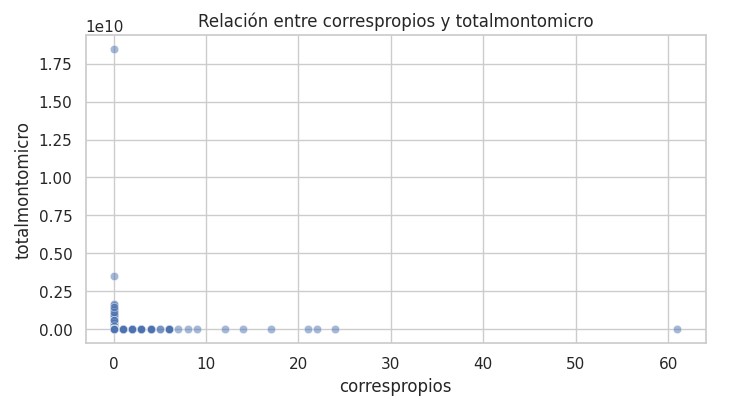 Relación entre correspropios y totalmontomicro
1e10
1.75
1.50
1.25
1.00
0.75
0.50
0.25
0.00
totalmontomicro
0 10 20 30 40 50 60
correspropios